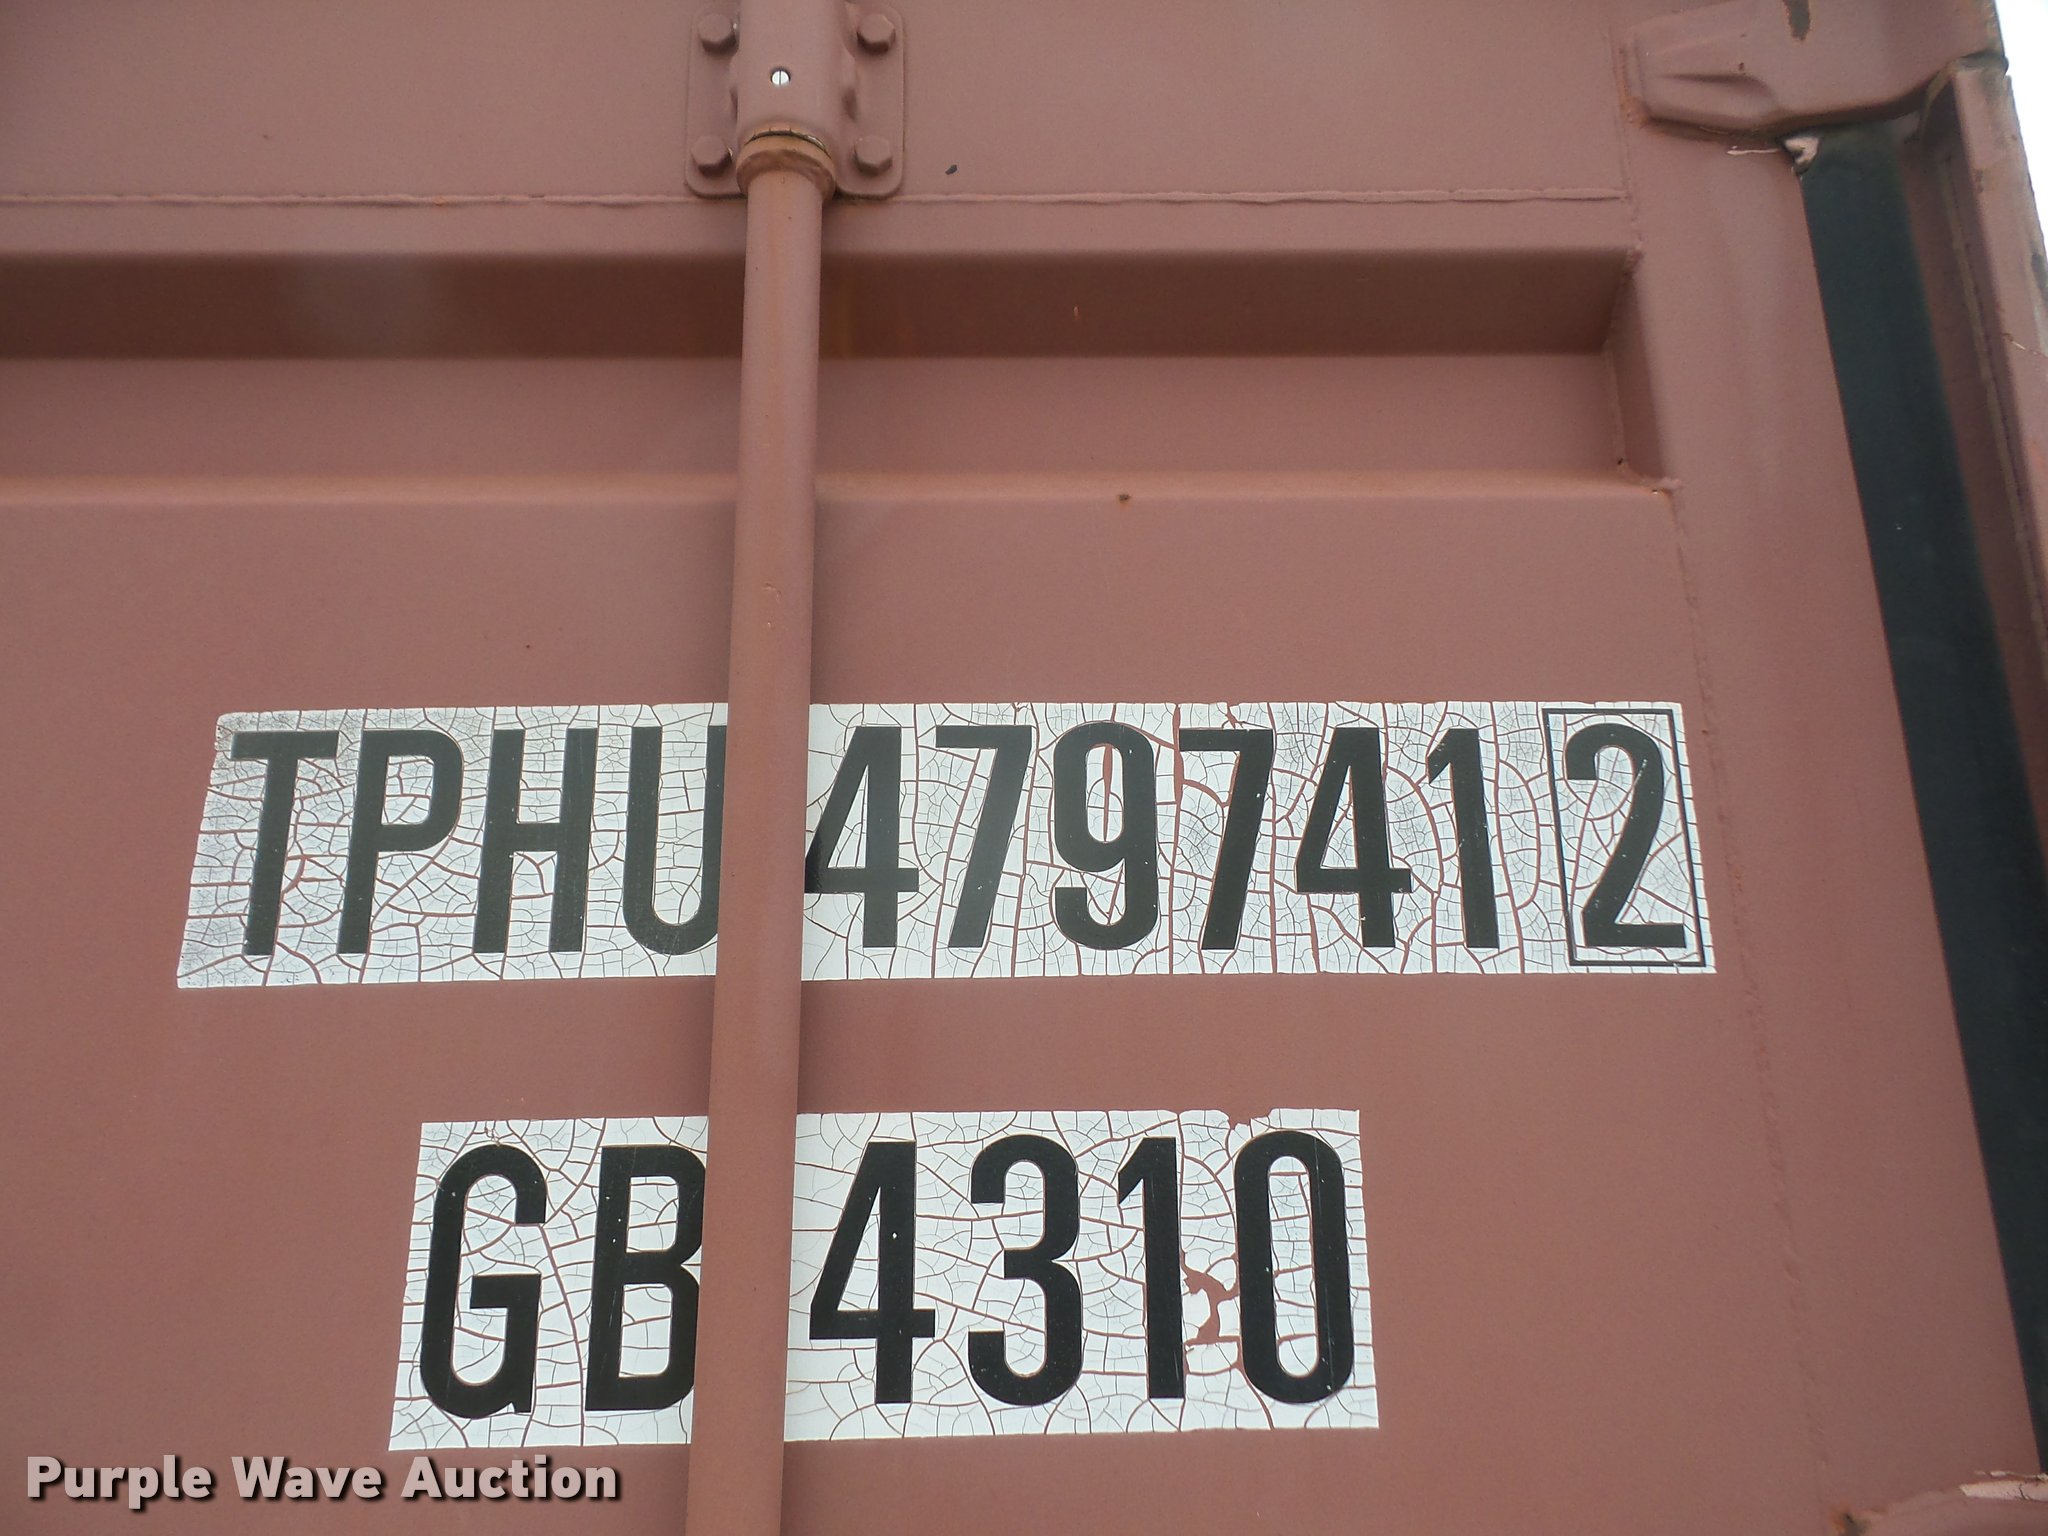 TPHU 479741 2
GB 4310
Purple Wave Auction